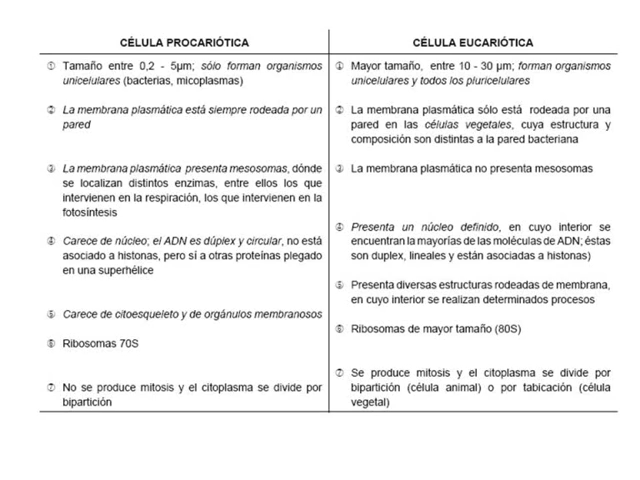 CÉLULA PROCARIÓTICA
CÉLULA EUCARIÓTICA
① Tamaño entre 0,2 - 5µm; sólo forman organismos
unicelulares (bacterias, micoplasmas)
② La membrana plasmática está siempre rodeada por un
pared
③ La membrana plasmática presenta mesosomas, dónde
se localizan distintos enzimas, entre ellos los que
intervienen en la respiración, los que intervienen en la
fotosíntesis
④ Carece de núcleo; el ADN es dúplex y circular, no está
asociado a histonas, pero sí a otras proteínas plegado
en una superhélice
⑤ Carece de citoesqueleto y de orgánulos membranosos
⑥ Ribosomas 70S
⑦ No se produce mitosis y el citoplasma se divide por
bipartición
① Mayor tamaño, entre 10 - 30 µm; forman organismos
unicelulares y todos los pluricelulares
② La membrana plasmática sólo está rodeada por una
pared en las células vegetales, cuya estructura y
composición son distintas a la pared bacteriana
③ La membrana plasmática no presenta mesosomas
④ Presenta un núcleo definido, en cuyo interior se
encuentran la mayorías de las moléculas de ADN; éstas
son duplex, lineales y están asociadas a histonas)
⑤ Presenta diversas estructuras rodeadas de membrana,
en cuyo interior se realizan determinados procesos
⑥ Ribosomas de mayor tamaño (80S)
⑦ Se produce mitosis y el citoplasma se divide por
bipartición (célula animal) o por tabicación (célula
vegetal)